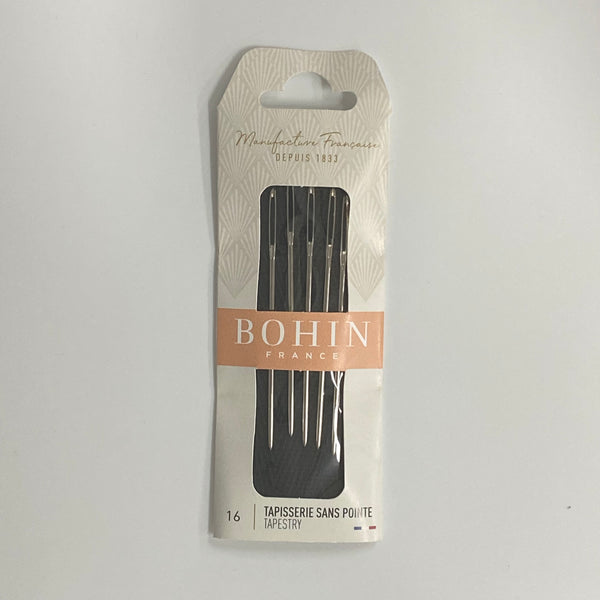 Manufacture Française
DEPUIS 1833
BOHIN
FRANCE
16
TAPISSERIE SANS POINTE
TAPESTRY